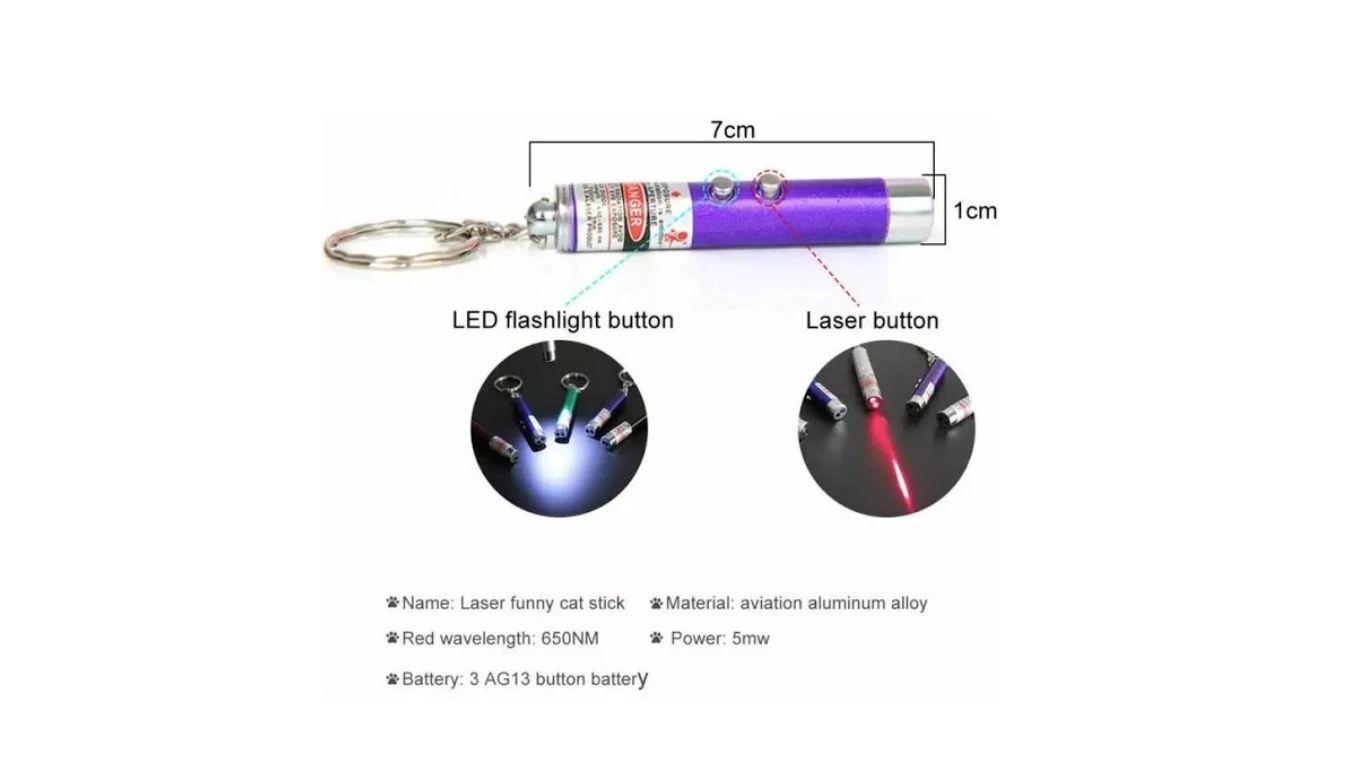 7cm
1cm
DANGER
LED flashlight button
Laser button
Name: Laser funny cat stick
Material: aviation aluminum alloy
Red wavelength: 650NM
Power: 5mw
Battery: 3 AG13 button battery